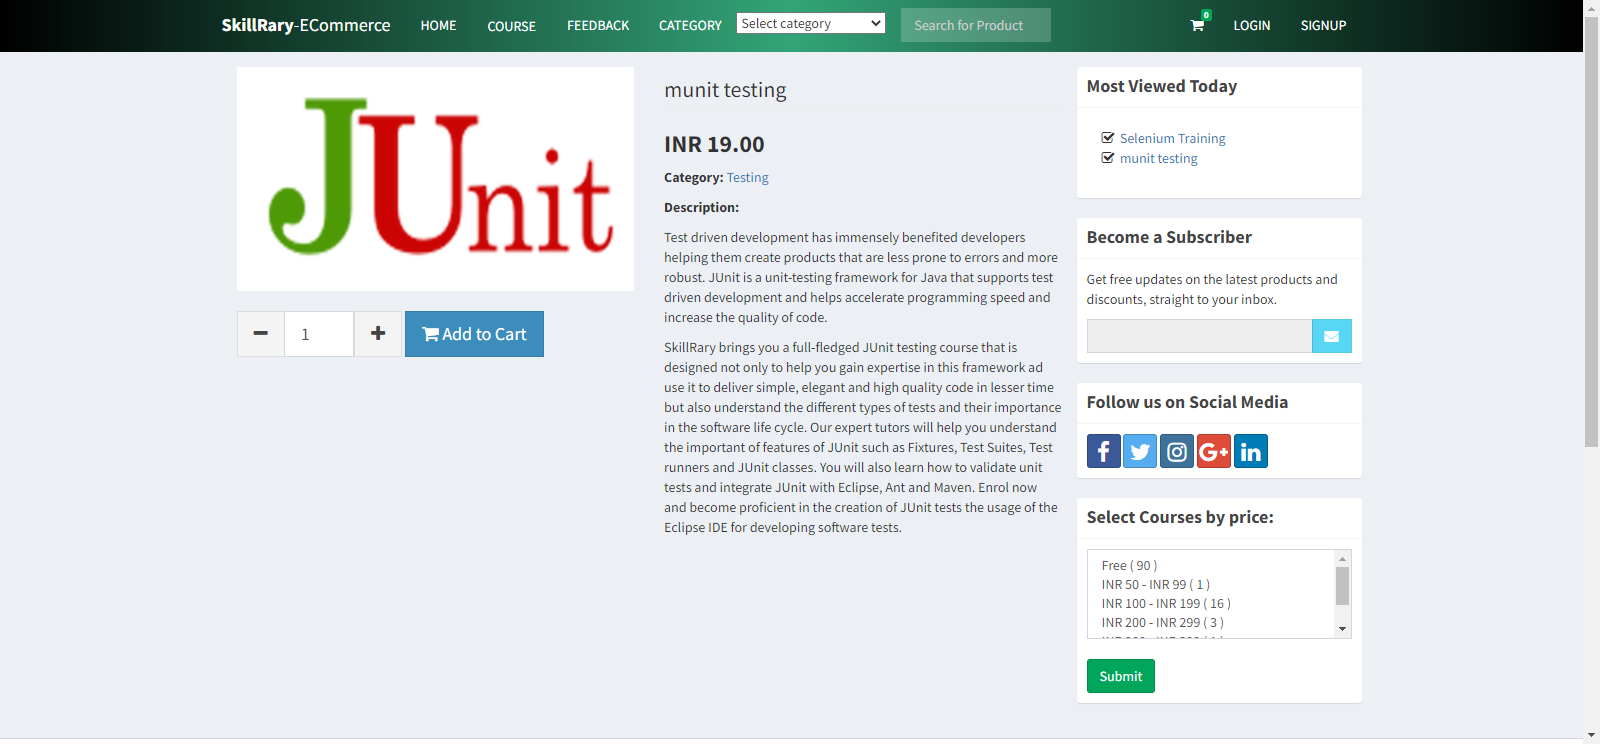 SkillRary-ECommerce HOME COURSE FEEDBACK CATEGORY Select category Search for Product 0 LOGIN SIGNUP
JUnit
1
Add to Cart
munit testing
INR 19.00
Category: Testing
Description:
Test driven development has immensely benefited developers
helping them create products that are less prone to errors and more
robust. JUnit is a unit-testing framework for Java that supports test
driven development and helps accelerate programming speed and
increase the quality of code.
SkillRary brings you a full-fledged JUnit testing course that is
designed not only to help you gain expertise in this framework ad
use it to deliver simple, elegant and high quality code in lesser time
but also understand the different types of tests and their importance
in the software life cycle. Our expert tutors will help you understand
the important of features of JUnit such as Fixtures, Test Suites, Test
runners and JUnit classes. You will also learn how to validate unit
tests and integrate JUnit with Eclipse, Ant and Maven. Enrol now
and become proficient in the creation of JUnit tests the usage of the
Eclipse IDE for developing software tests.
Most Viewed Today
Selenium Training
munit testing
Become a Subscriber
Get free updates on the latest products and
discounts, straight to your inbox.
Follow us on Social Media
Select Courses by price:
Free ( 90 )
INR 50 - INR 99 ( 1 )
INR 100 - INR 199 ( 16 )
INR 200 - INR 299 ( 3 )
Submit